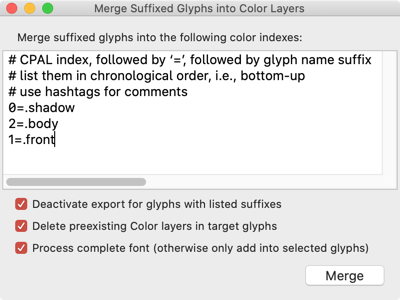 Merge Suffixed Glyphs into Color Layers
Merge suffixed glyphs into the following color indexes:
# CPAL index, followed by ‘=’, followed by glyph name suffix
# list them in chronological order, i.e., bottom-up
# use hashtags for comments
0=.shadow
2=.body
1=.front
Deactivate export for glyphs with listed suffixes
Delete preexisting Color layers in target glyphs
Process complete font (otherwise only add into selected glyphs)
Merge